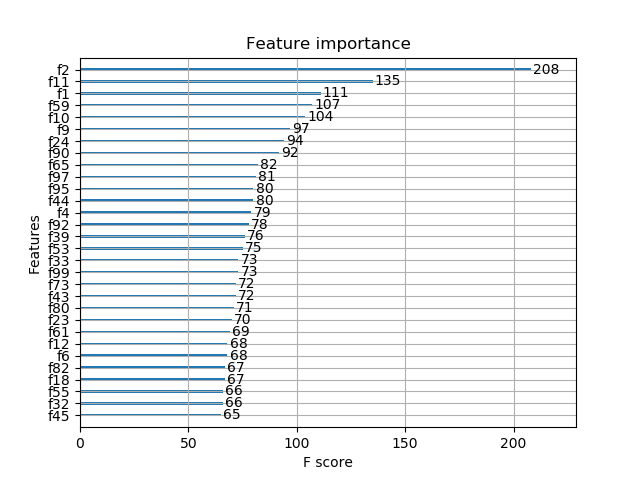 Feature importance
f2 208
f11 135
f1 111
f59 107
f10 104
f9 97
f24 94
f90 92
f65 82
f97 81
f95 80
f44 80
f4 79
f92 78
f39 76
f53 75
f33 73
f99 73
f73 72
f43 72
f80 71
f23 70
f61 69
f12 68
f6 68
f82 67
f18 67
f55 66
f32 66
f45 65
Features
0 50 100 150 200
F score